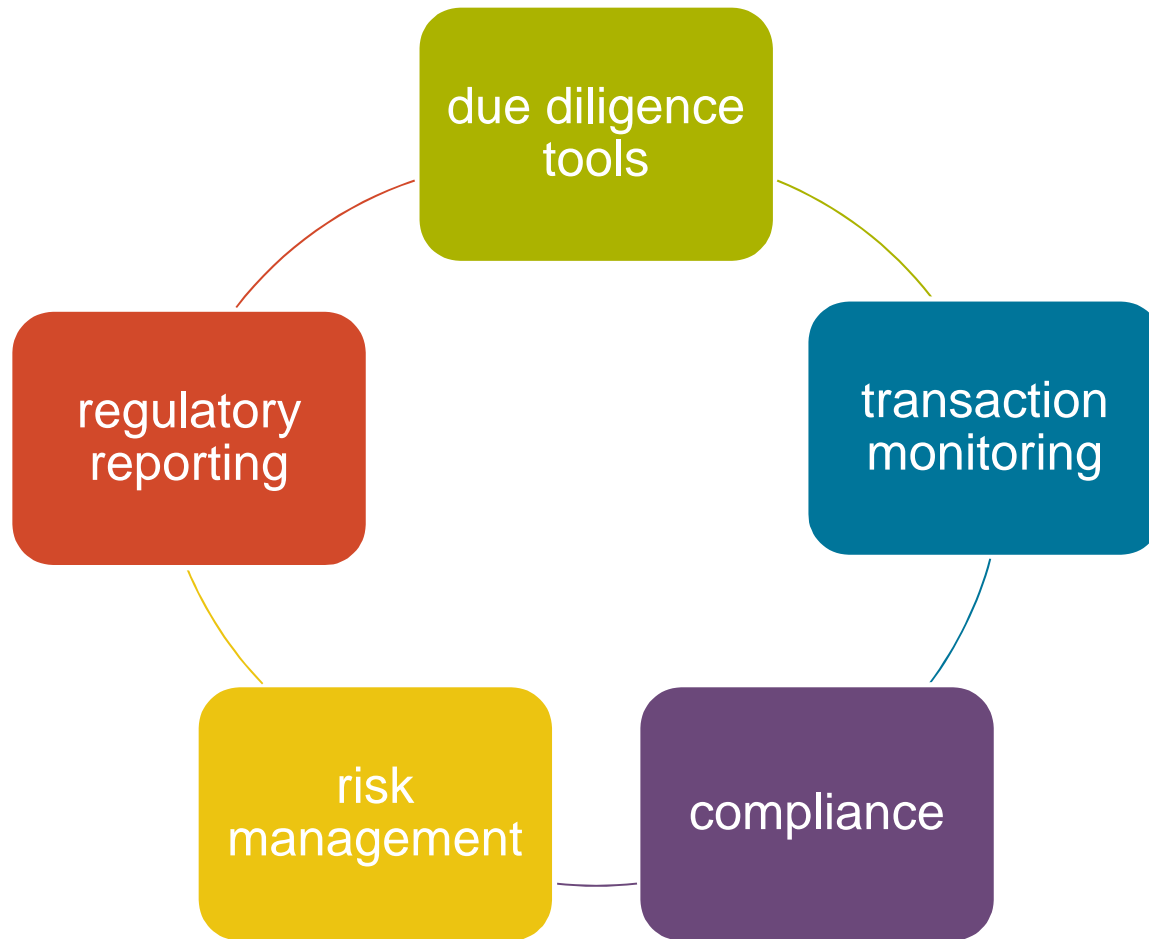 due diligence
tools
transaction
monitoring
compliance
risk
management
regulatory
reporting